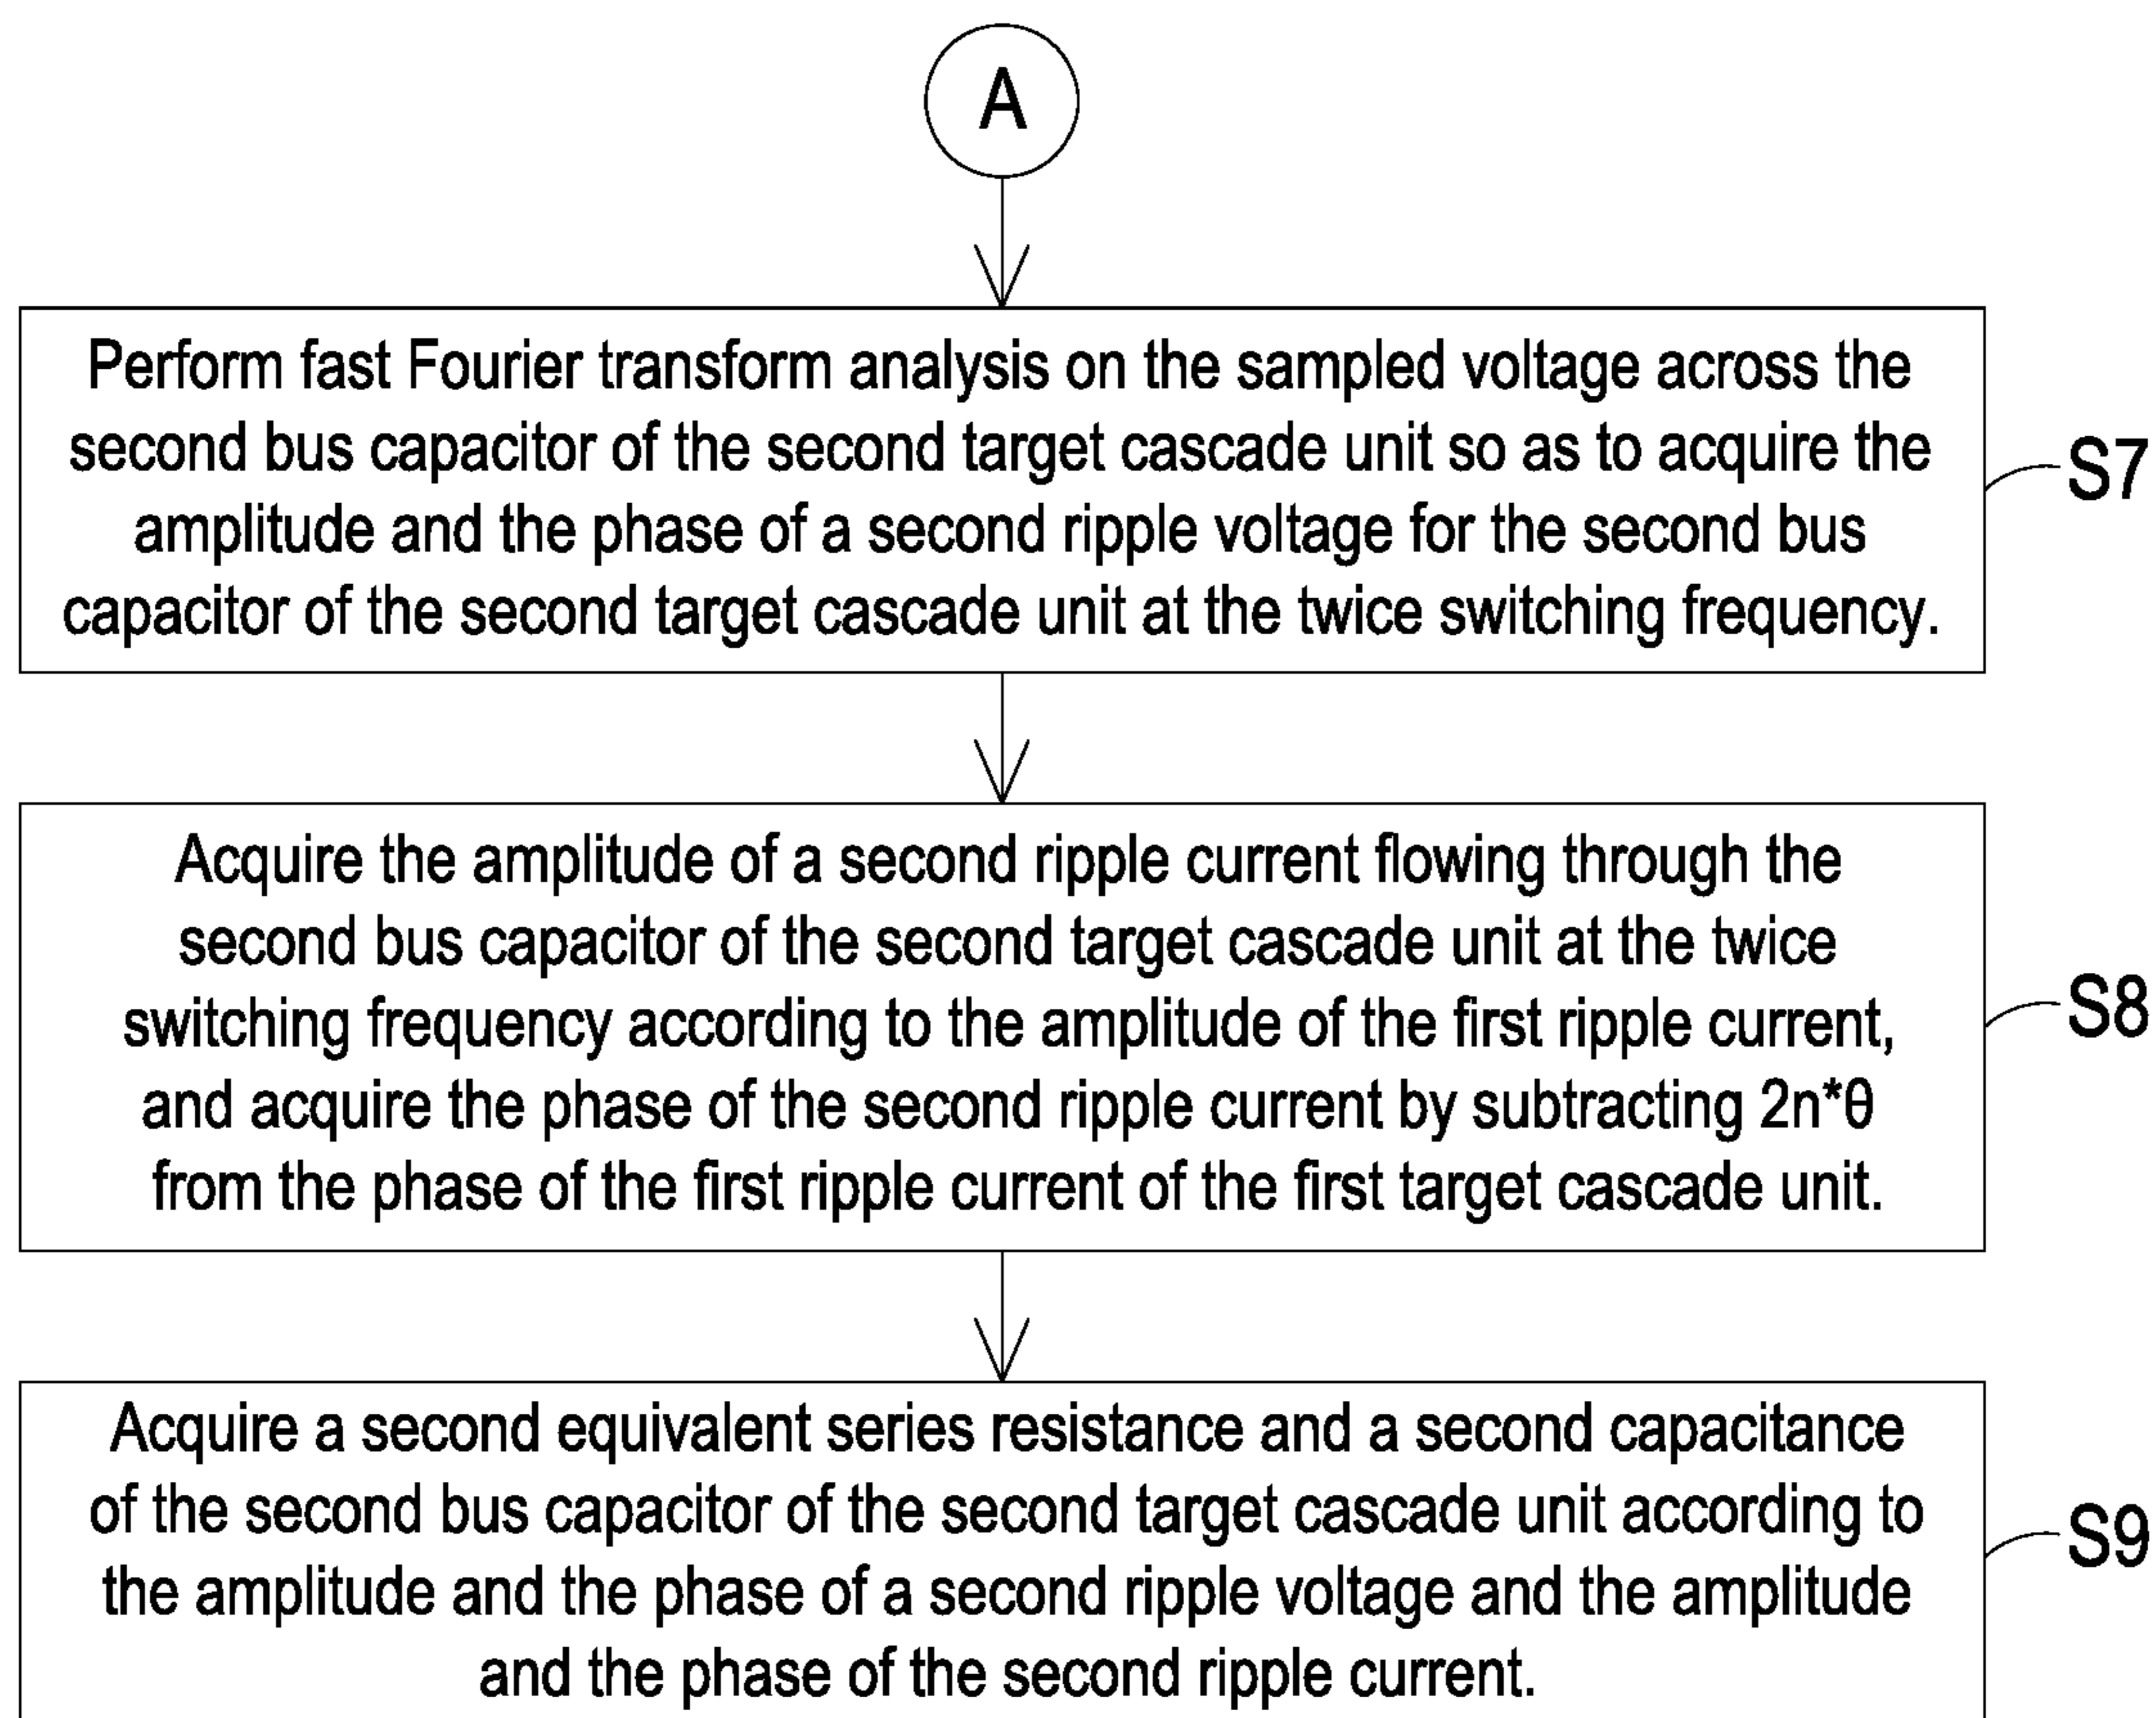 A
Perform fast Fourier transform analysis on the sampled voltage across the
second bus capacitor of the second target cascade unit so as to acquire the
amplitude and the phase of a second ripple voltage for the second bus
capacitor of the second target cascade unit at the twice switching frequency.
S7
Acquire the amplitude of a second ripple current flowing through the
second bus capacitor of the second target cascade unit at the twice
switching frequency according to the amplitude of the first ripple current,
and acquire the phase of the second ripple current by subtracting 2n*θ
from the phase of the first ripple current of the first target cascade unit.
S8
Acquire a second equivalent series resistance and a second capacitance
of the second bus capacitor of the second target cascade unit according to
the amplitude and the phase of a second ripple voltage and the amplitude
and the phase of the second ripple current.
S9